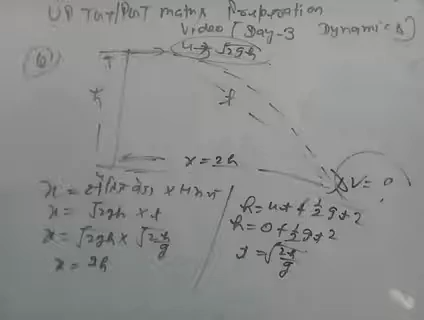 UP TGT/PGT maths Preparation
Video [Day-3 Dynamics]
u = √2gh
h
t
x = 2h
V = 0
x = × समय
x = √2gh × t
x = √2gh × √2h/g
x = 2h
h = ut + 1/2 gt2
h = 0 + 1/2 gt2
t = √2h/g